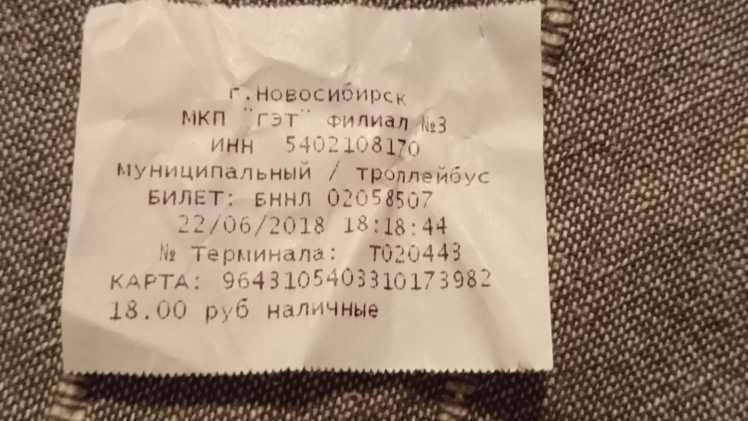 г.Новосибирск
МКП "ГЭТ" Филиал №3
ИНН 5402108170
муниципальный / троллейбус
БИЛЕТ: БННЛ 02058507
22/06/2018 18:18:44
№ Терминала: T020443
КАРТА: 9643105403310173982
18.00 руб наличные